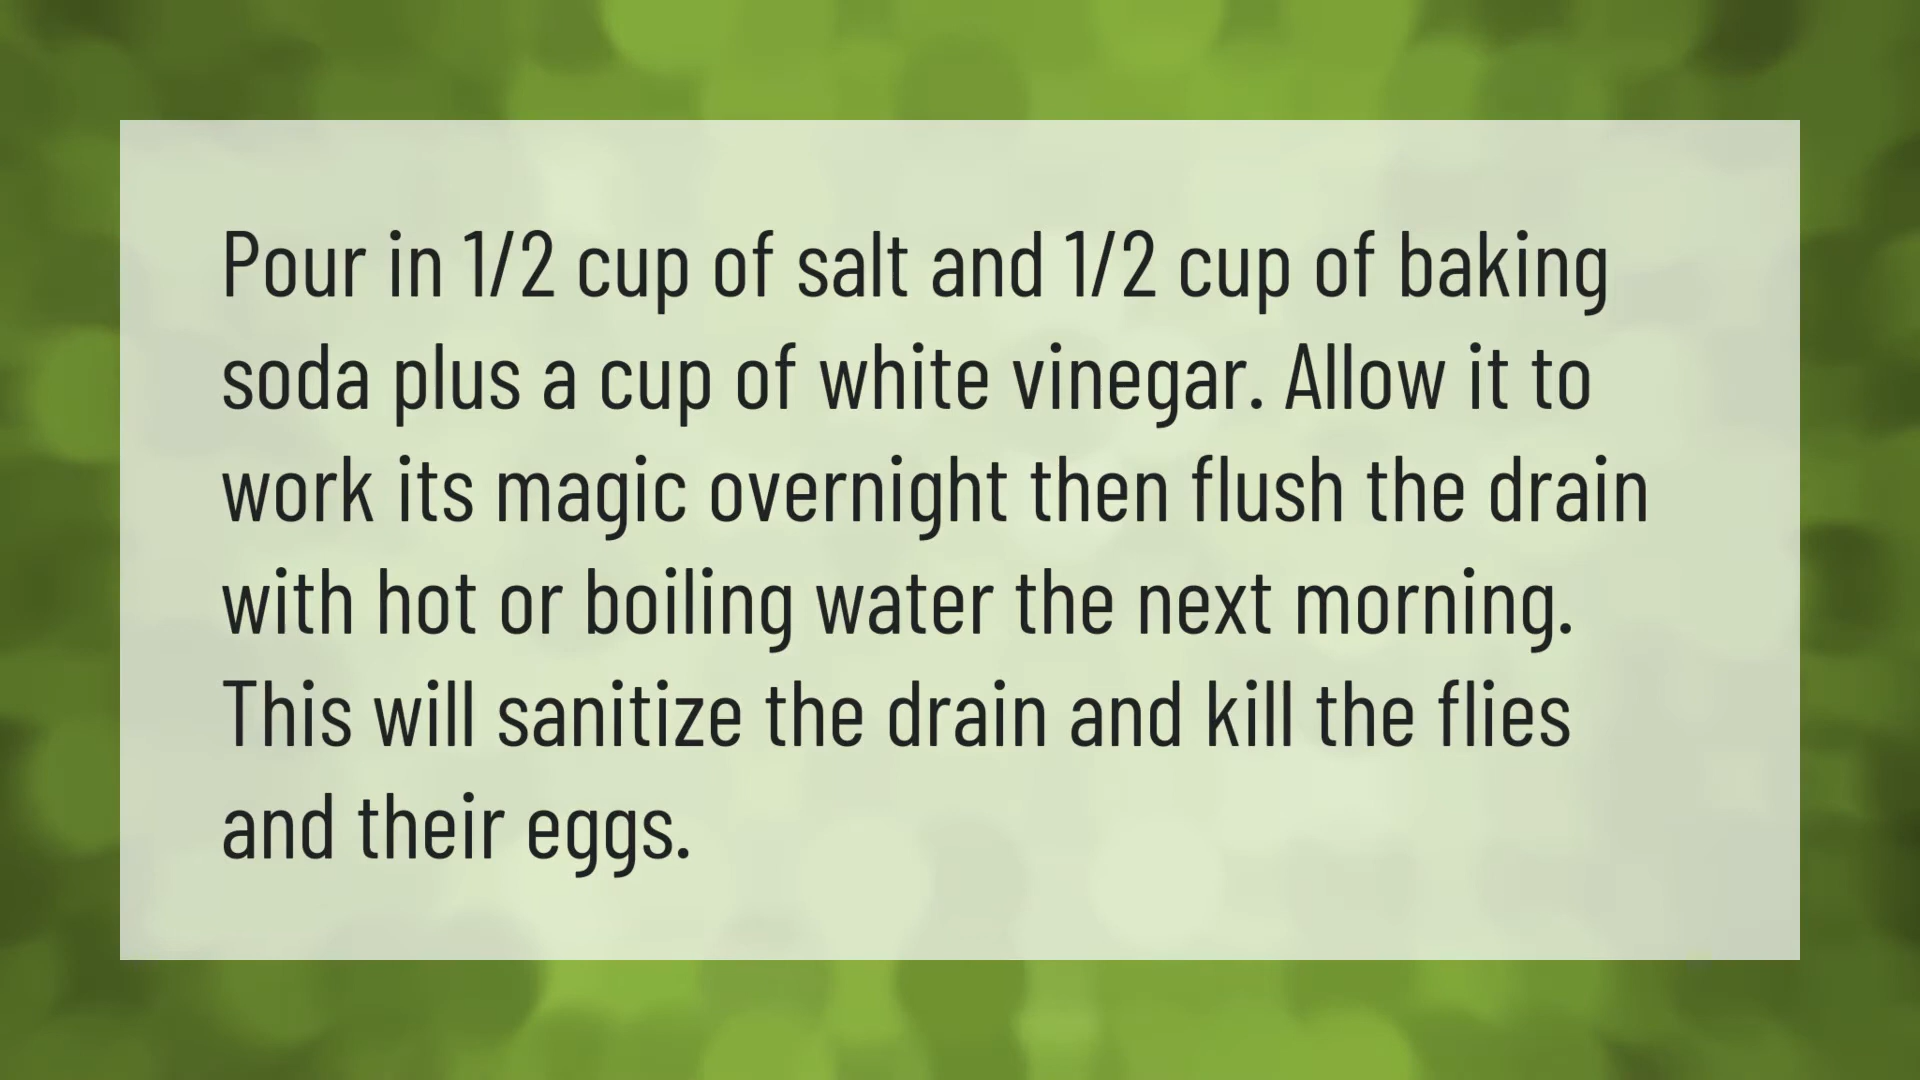 Pour in 1/2 cup of salt and 1/2 cup of baking
soda plus a cup of white vinegar. Allow it to
work its magic overnight then flush the drain
with hot or boiling water the next morning.
This will sanitize the drain and kill the flies
and their eggs.